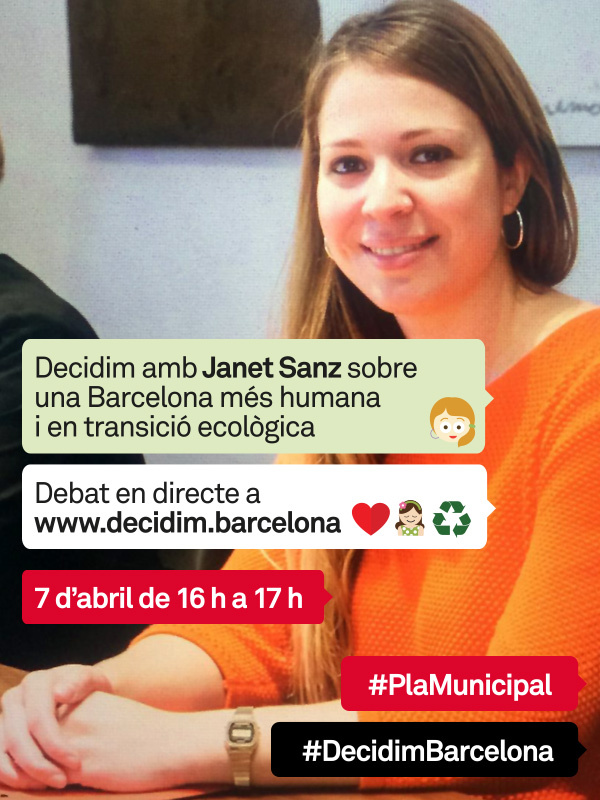 Decidim amb Janet Sanz sobre
una Barcelona més humana
i en transició ecològica
Debat en directe a
www.decidim.barcelona
7 d'abril de 16 h a 17 h
#PlaMunicipal
#DecidimBarcelona